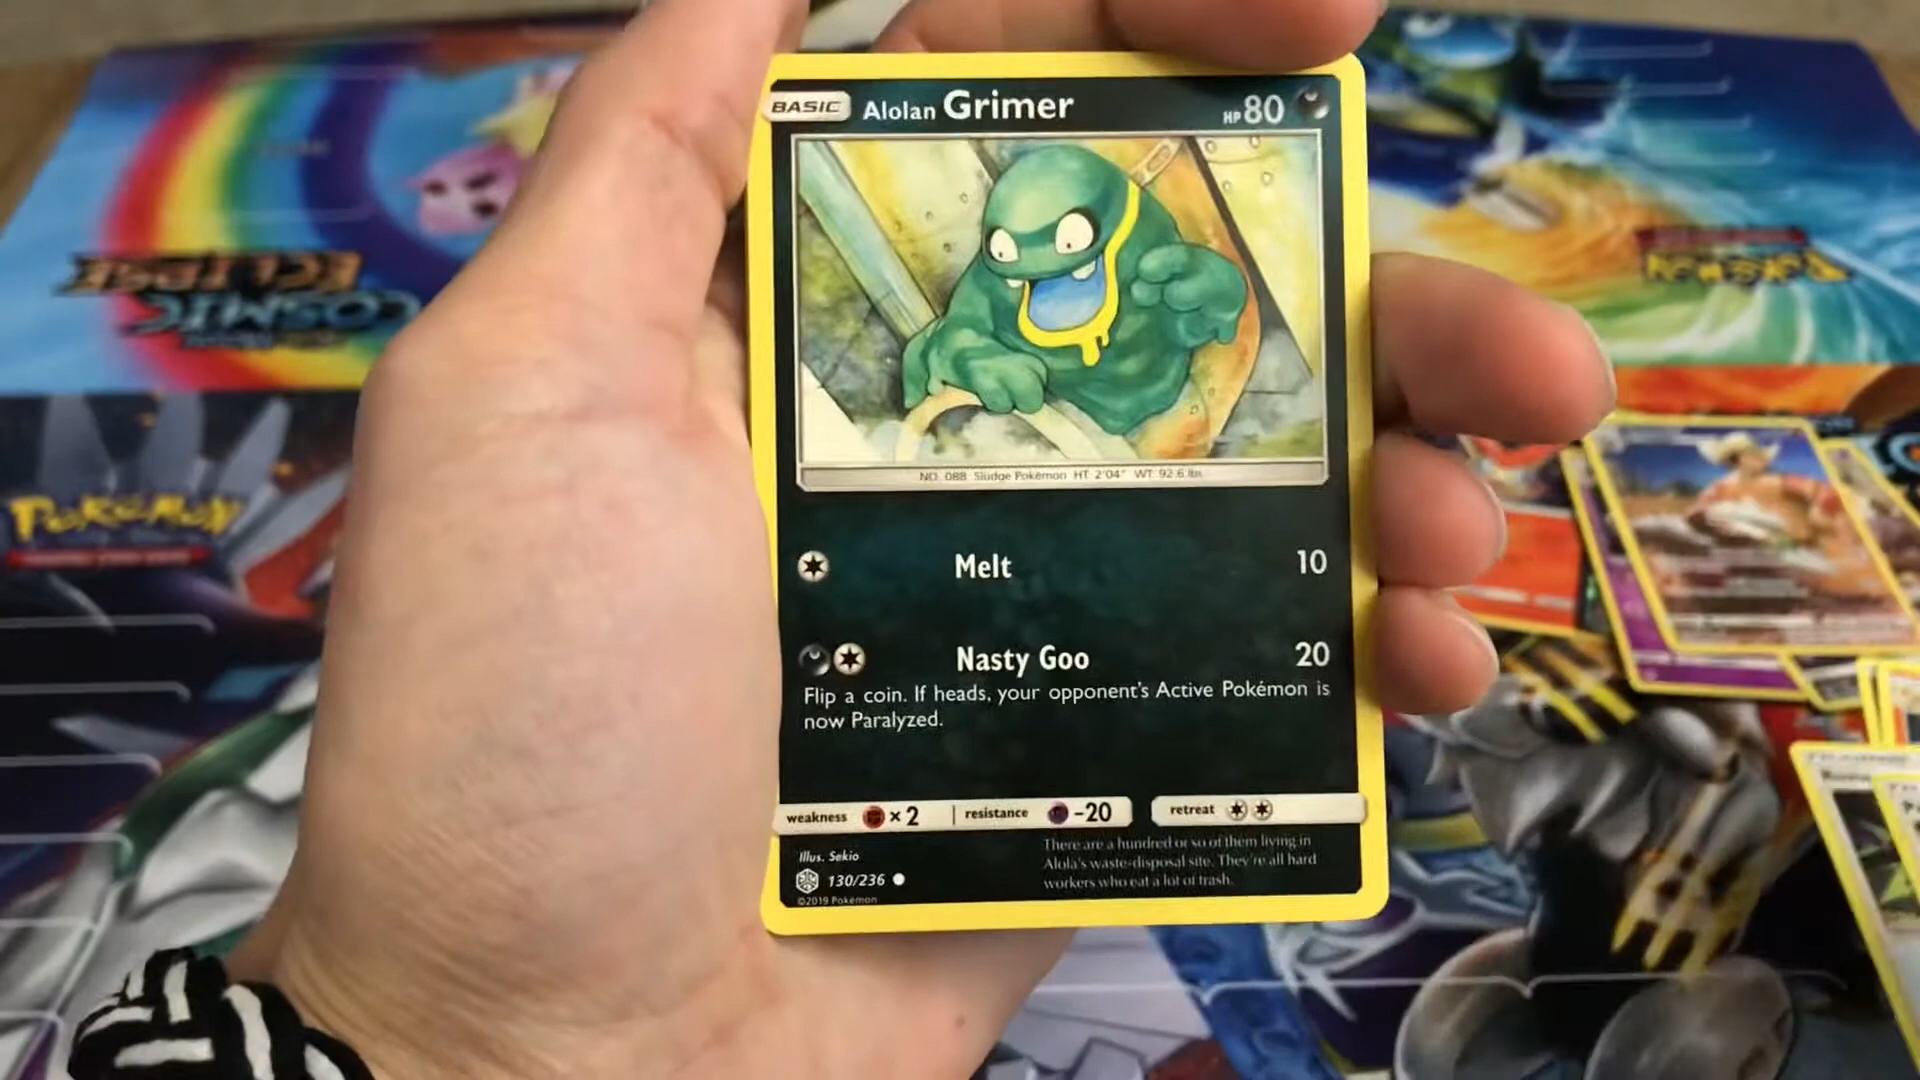 BASIC Alolan Grimer HP 80
NO. 088 Sludge Pokémon HT 2'04" WT 92.6 lbs
Melt 10
Nasty Goo 20
Flip a coin. If heads, your opponent's Active Pokémon is
now Paralyzed.
weakness × 2 resistance -20 retreat
Illus. Sekio
130/236
©2019 Pokémon
There are a hundred or so of them living in
Alola's waste-disposal site. They're all hard
workers who eat a lot of trash.
COSMIC
ECLIPSE
POKéMON
POKéMON